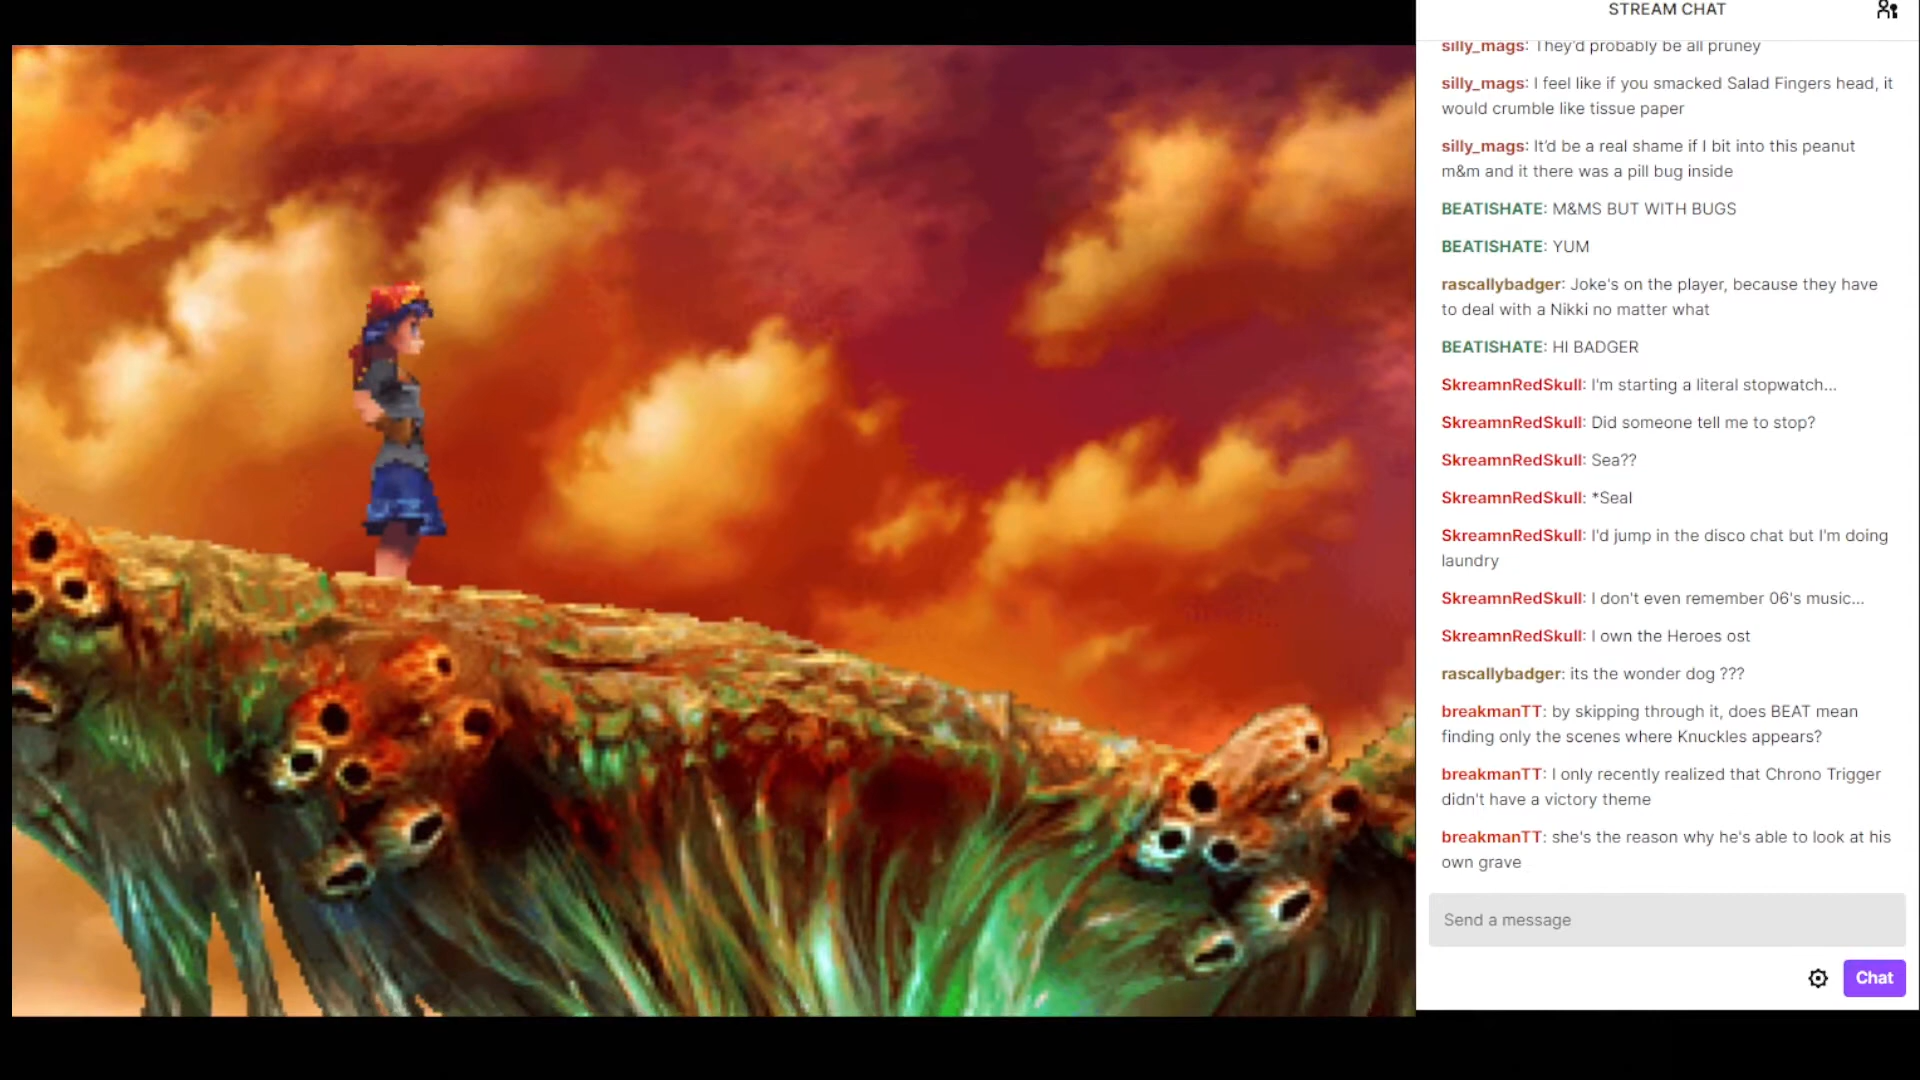 STREAM CHAT
silly_mags: They'd probably be all pruney
silly_mags: I feel like if you smacked Salad Fingers head, it
would crumble like tissue paper
silly_mags: It'd be a real shame if I bit into this peanut
m&m and it there was a pill bug inside
BEATISHATE: M&MS BUT WITH BUGS
BEATISHATE: YUM
rascallybadger: Joke's on the player, because they have
to deal with a Nikki no matter what
BEATISHATE: HI BADGER
SkreamnRedSkull: I'm starting a literal stopwatch...
SkreamnRedSkull: Did someone tell me to stop?
SkreamnRedSkull: Sea??
SkreamnRedSkull: *Seal
SkreamnRedSkull: I'd jump in the disco chat but I'm doing
laundry
SkreamnRedSkull: I don't even remember 06's music...
SkreamnRedSkull: I own the Heroes ost
rascallybadger: its the wonder dog ???
breakmanTT: by skipping through it, does BEAT mean
finding only the scenes where Knuckles appears?
breakmanTT: I only recently realized that Chrono Trigger
didn't have a victory theme
breakmanTT: she's the reason why he's able to look at his
own grave
Send a message
Chat